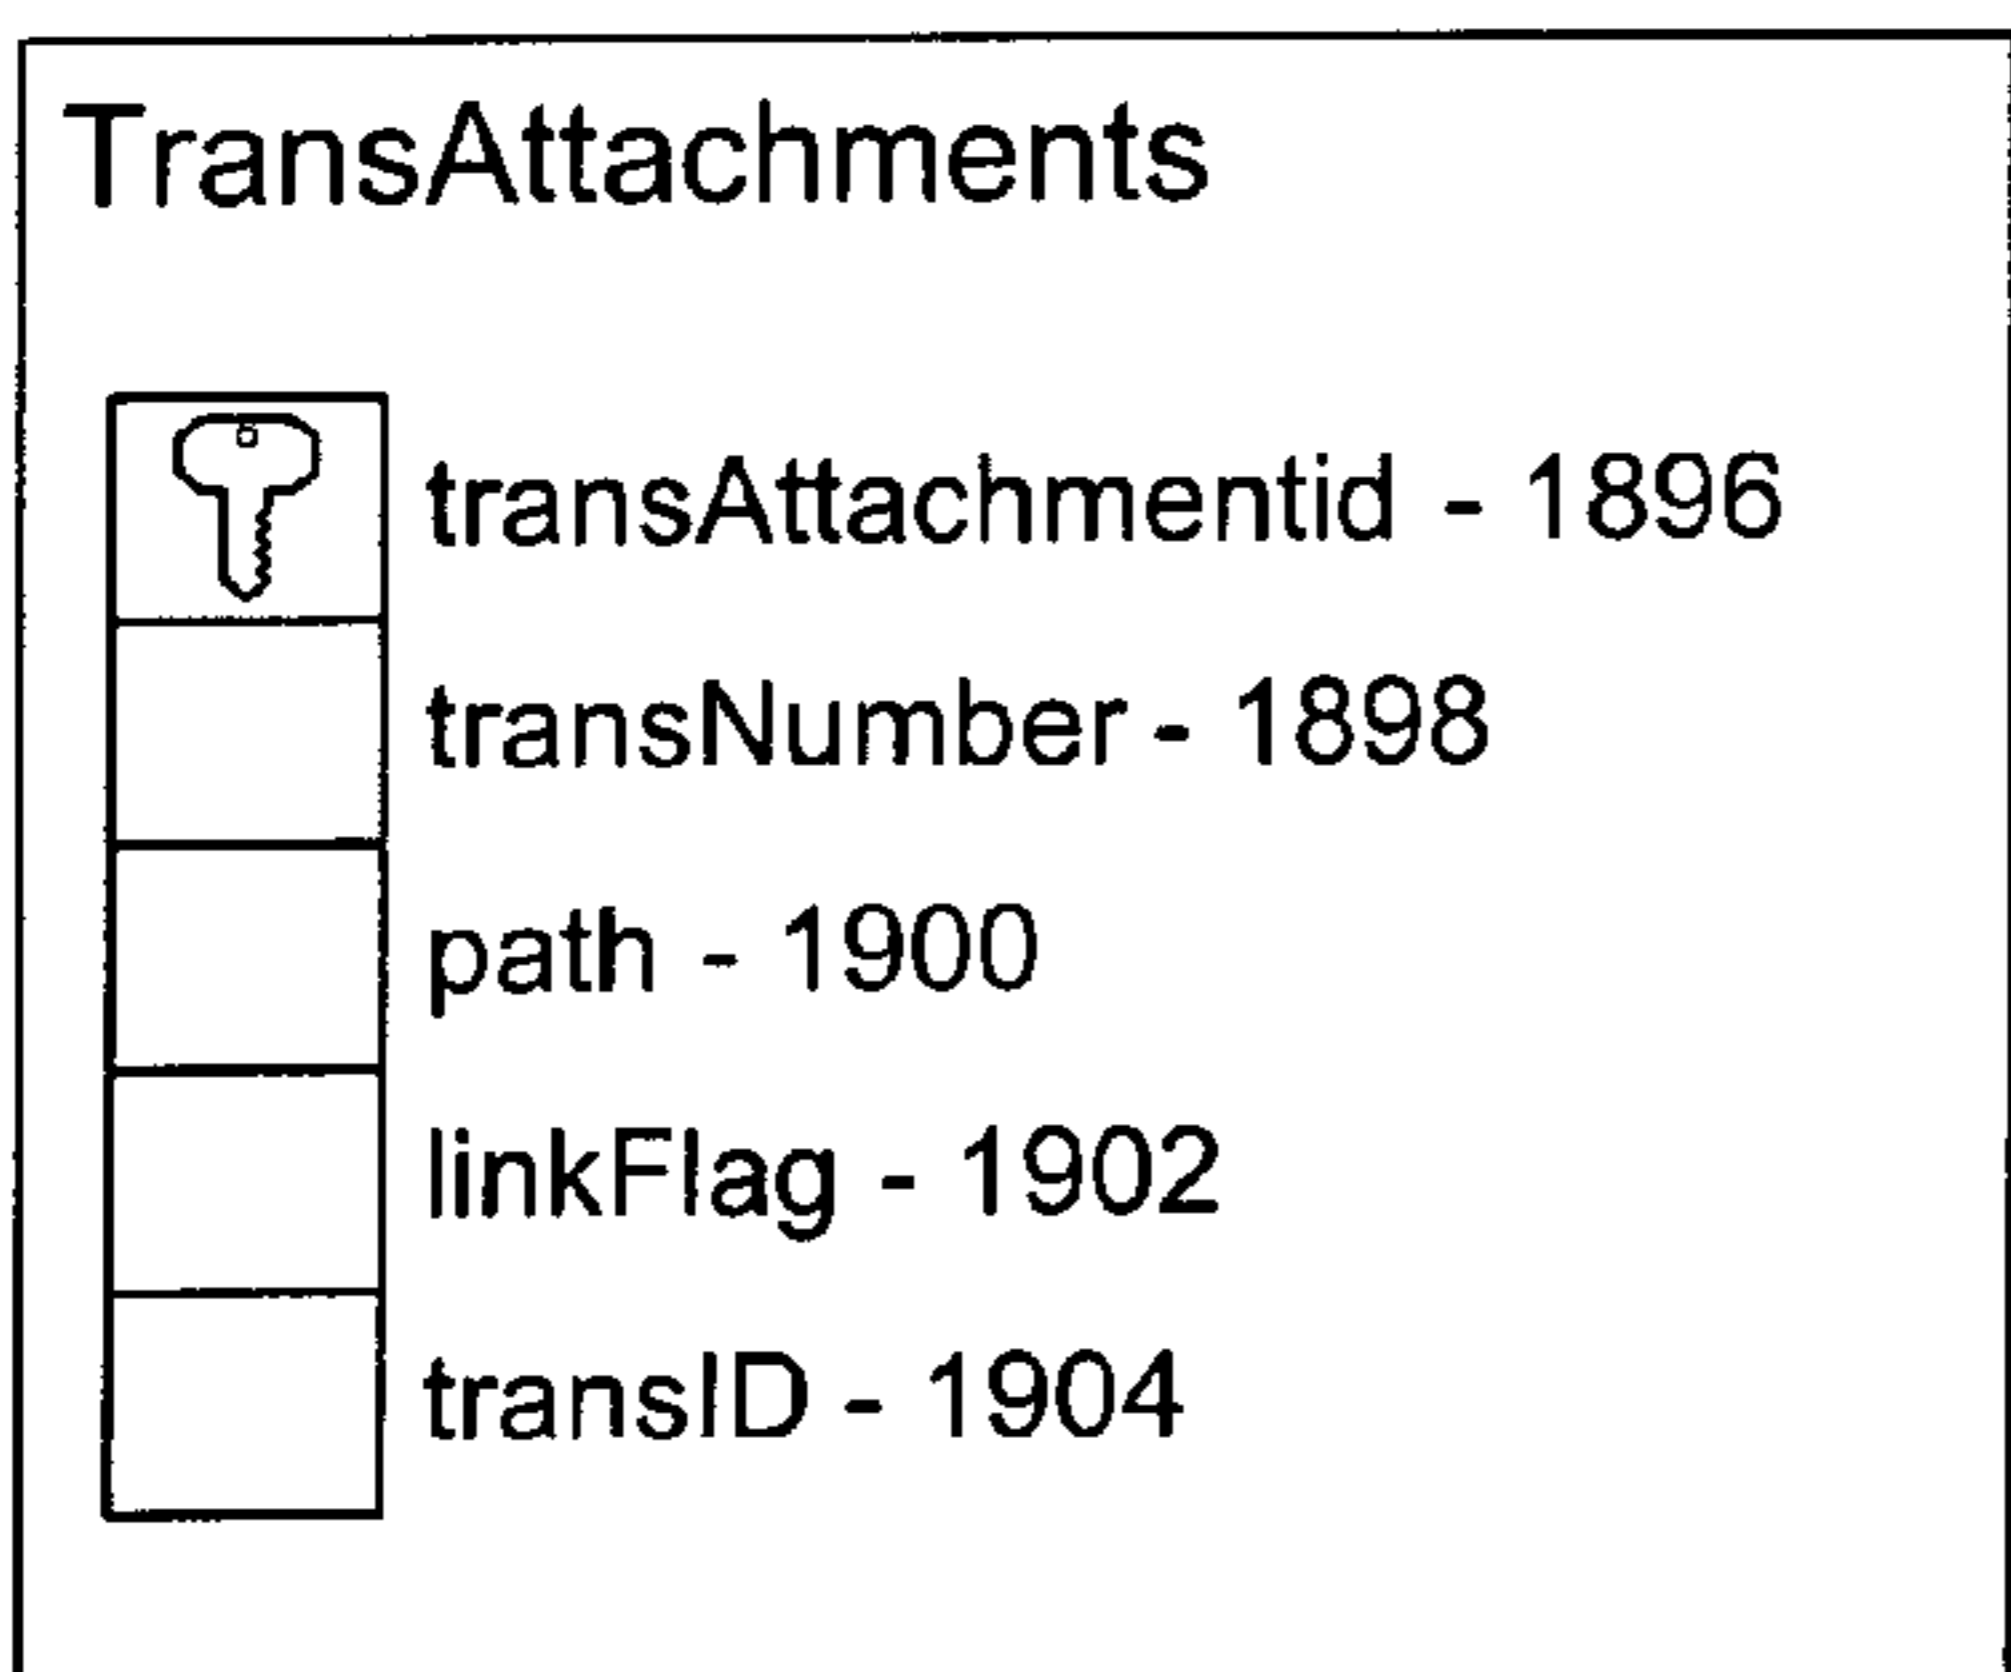 TransAttachments
transAttachmentid - 1896
transNumber - 1898
path - 1900
linkFlag - 1902
transID - 1904